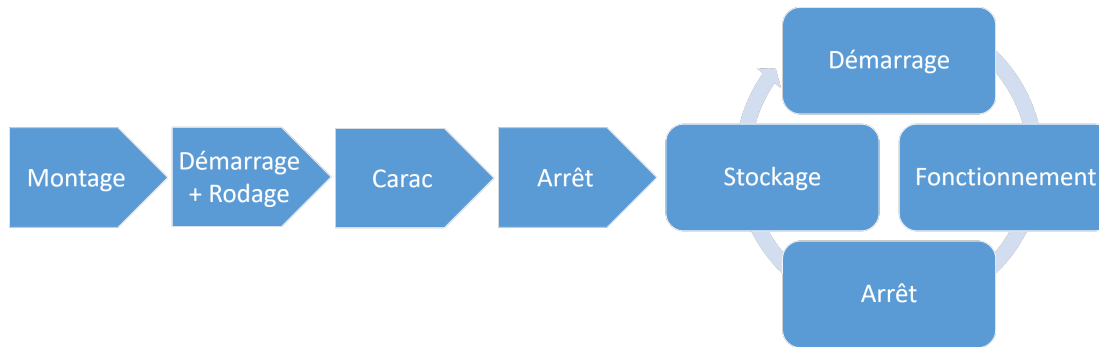 Montage
Démarrage
+ Rodage
Carac
Arrêt
Démarrage
Stockage
Fonctionnement
Arrêt